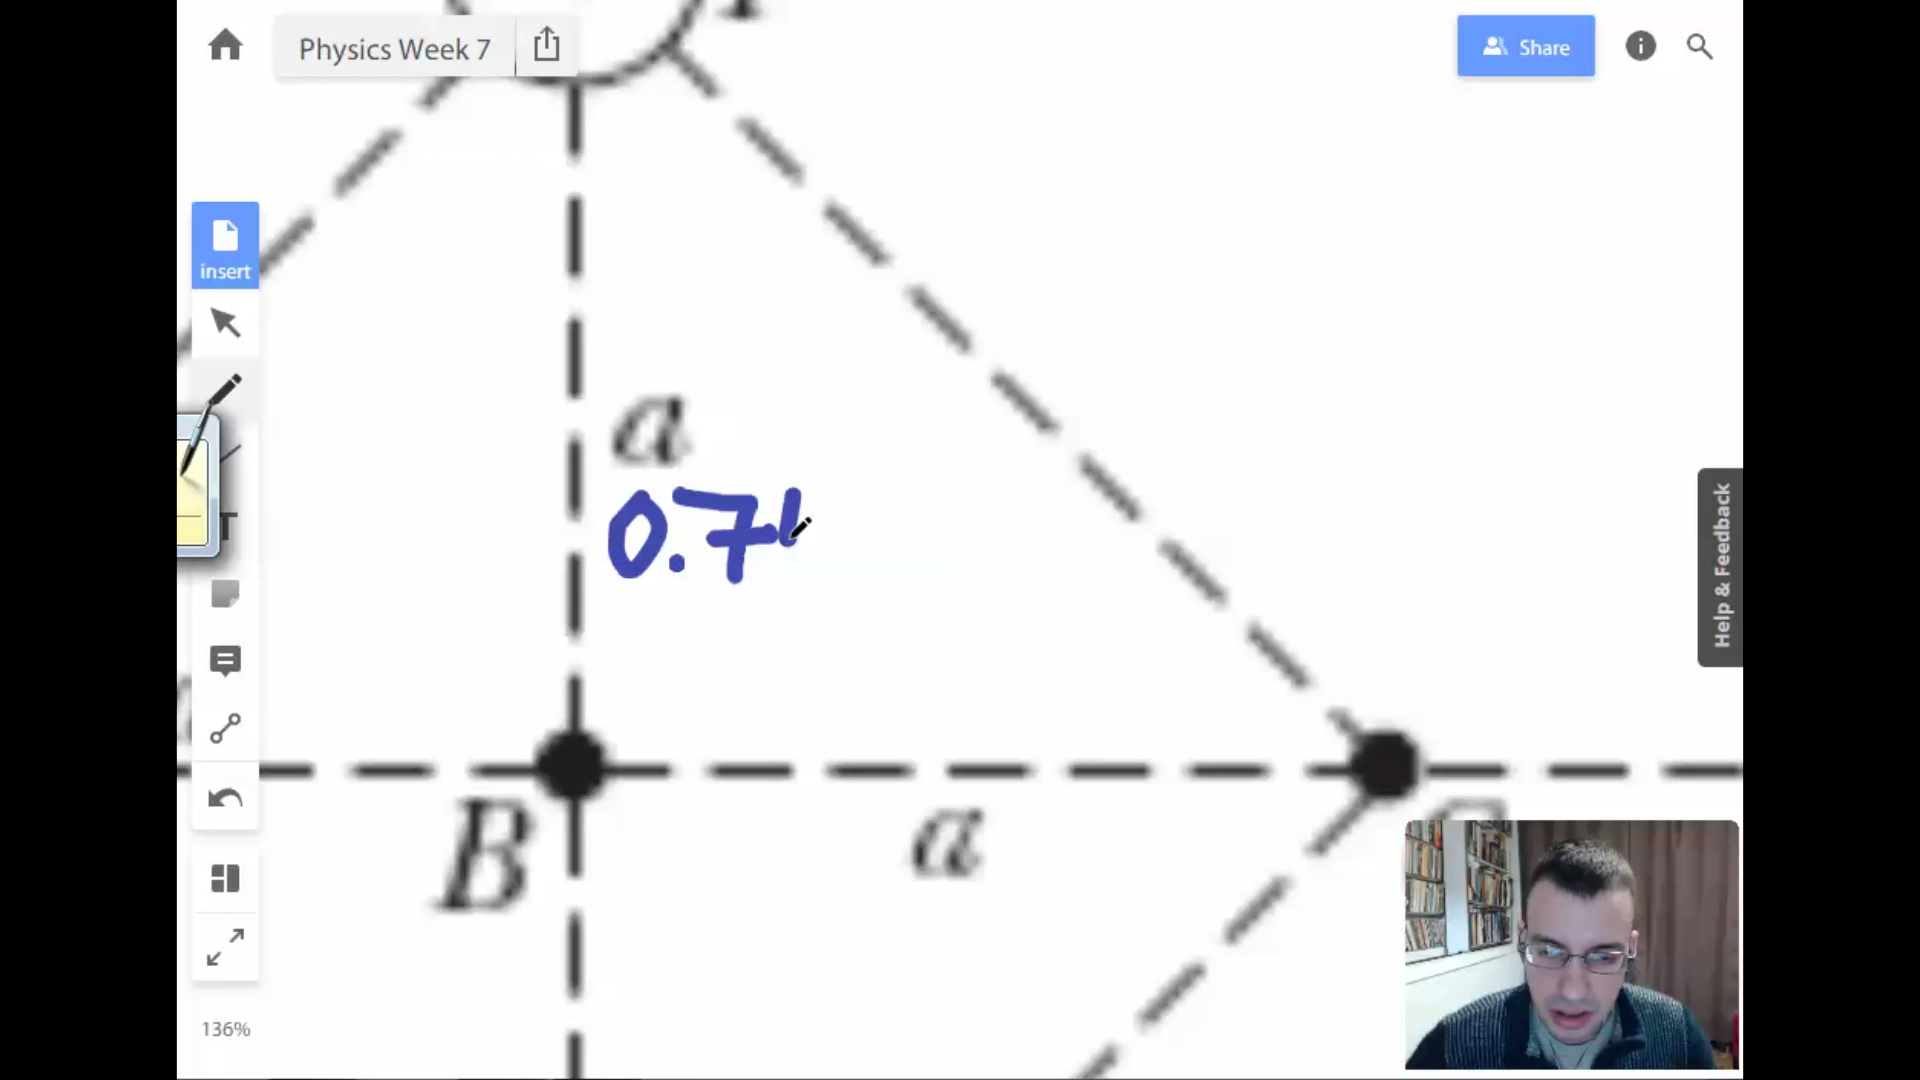 Physics Week 7
Share
insert
a
0.7
T
B
a
136%
Help & Feedback